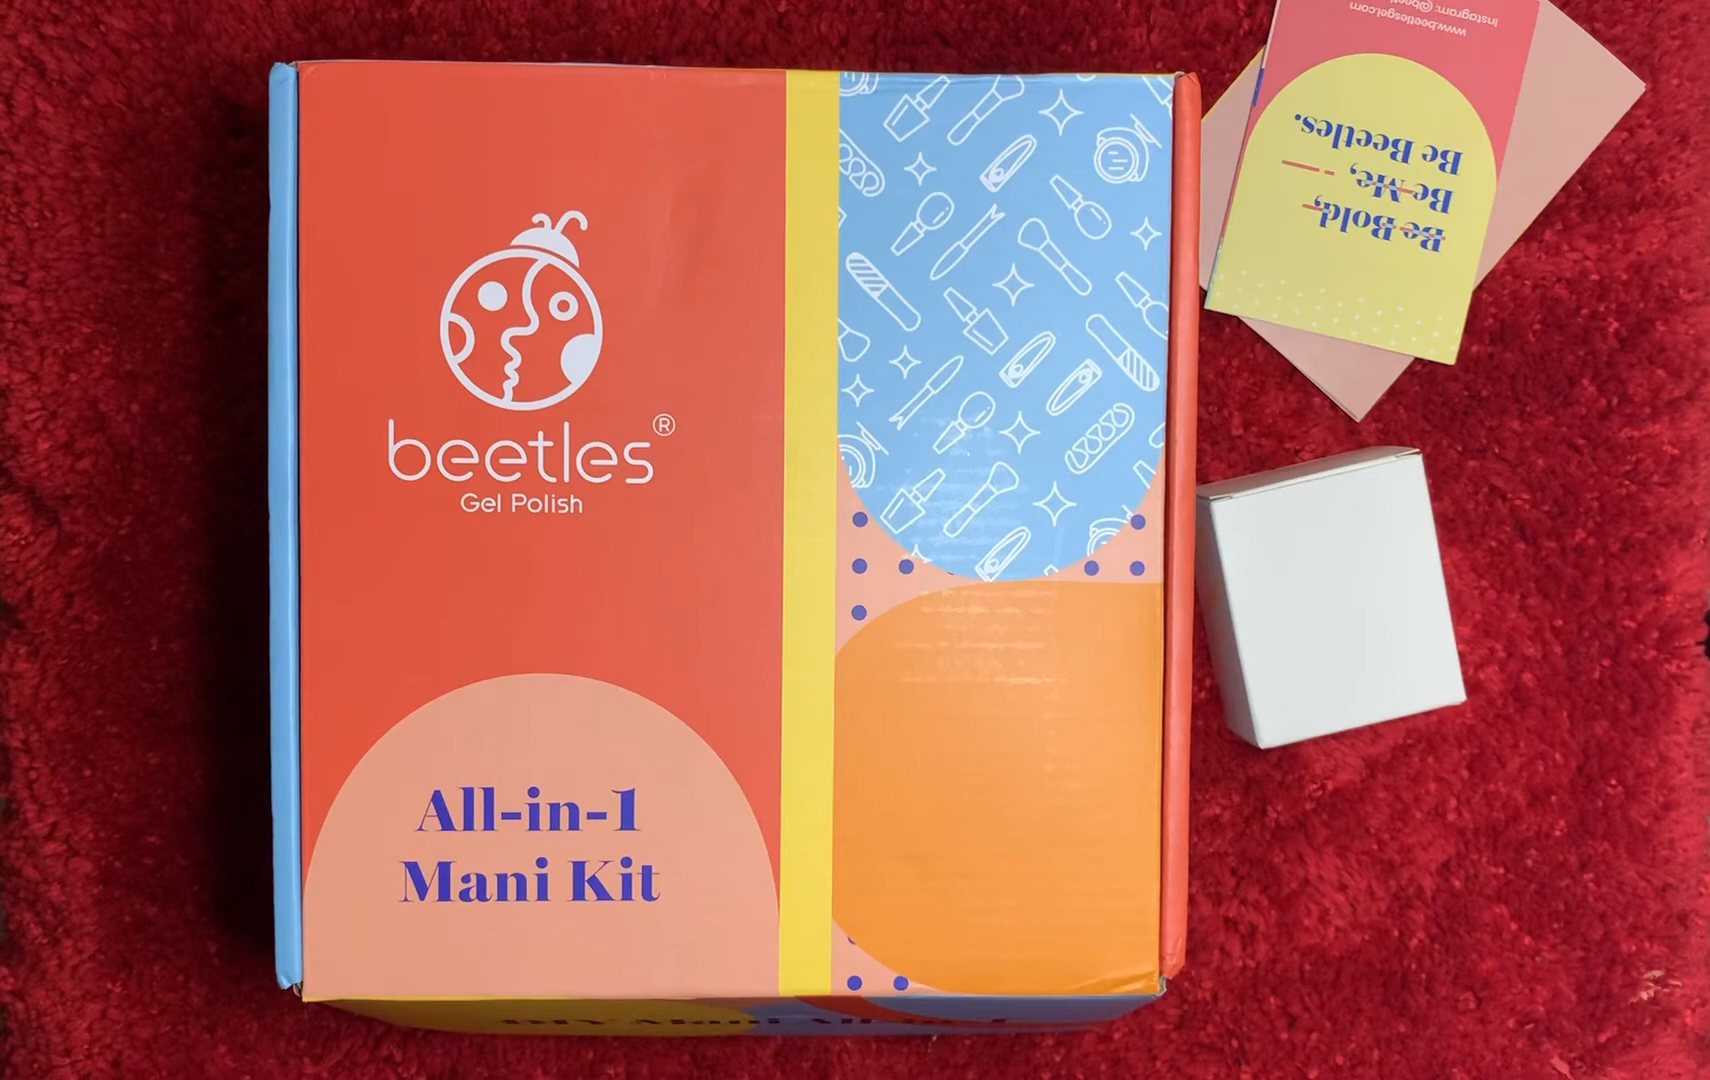 beetles®
Gel Polish
All-in-1
Mani Kit
Be Bold,
Be Me,
Be Beetles.
www.beetlesgel.com